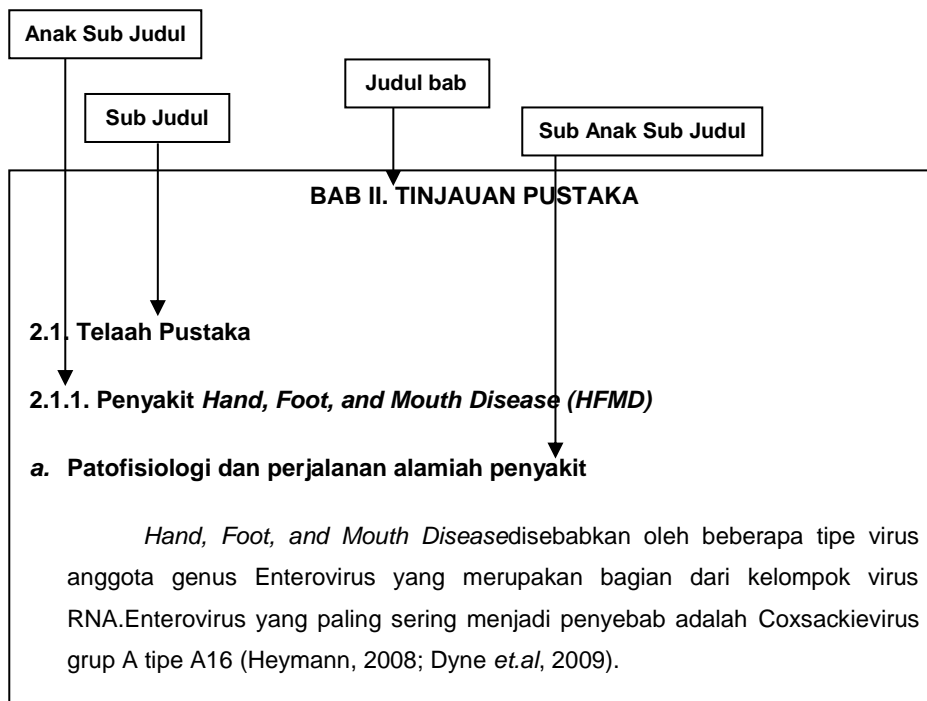 Anak Sub Judul
Judul bab
Sub Judul
Sub Anak Sub Judul
BAB II. TINJAUAN PUSTAKA
2.1. Telaah Pustaka
2.1.1. Penyakit Hand, Foot, and Mouth Disease (HFMD)
a. Patofisiologi dan perjalanan alamiah penyakit
Hand, Foot, and Mouth Diseasedisebabkan oleh beberapa tipe virus
anggota genus Enterovirus yang merupakan bagian dari kelompok virus
RNA.Enterovirus yang paling sering menjadi penyebab adalah Coxsackievirus
grup A tipe A16 (Heymann, 2008; Dyne et.al, 2009).